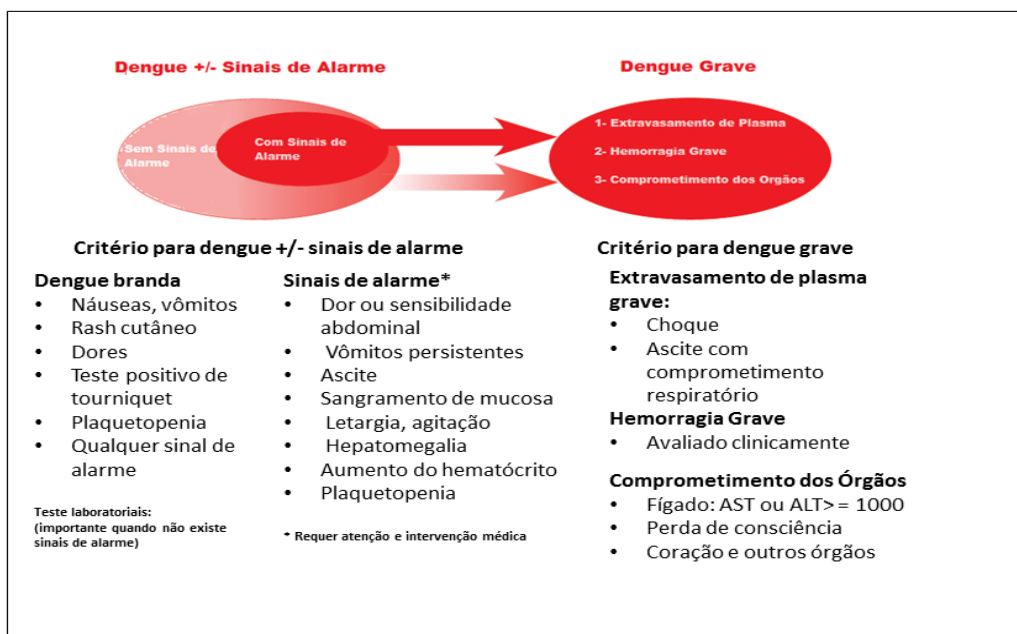 Dengue +/- Sinais de Alarme
Dengue Grave
Sem Sinais de
Alarme
Com Sinais de
Alarme
1- Extravasamento de Plasma
2- Hemorragia Grave
3- Comprometimento dos Orgãos
Critério para dengue +/- sinais de alarme
Dengue branda
• Náuseas, vômitos
• Rash cutâneo
• Dores
• Teste positivo de
tourniquet
• Plaquetopenia
• Qualquer sinal de
alarme
Teste laboratoriais:
(importante quando não existe
sinais de alarme)
Sinais de alarme*
• Dor ou sensibilidade
abdominal
• Vômitos persistentes
• Ascite
• Sangramento de mucosa
• Letargia, agitação
• Hepatomegalia
• Aumento do hematócrito
• Plaquetopenia
* Requer atenção e intervenção médica
Critério para dengue grave
Extravasamento de plasma
grave:
• Choque
• Ascite com
comprometimento
respiratório
Hemorragia Grave
• Avaliado clinicamente
Comprometimento dos Órgãos
• Fígado: AST ou ALT> = 1000
• Perda de consciência
• Coração e outros órgãos